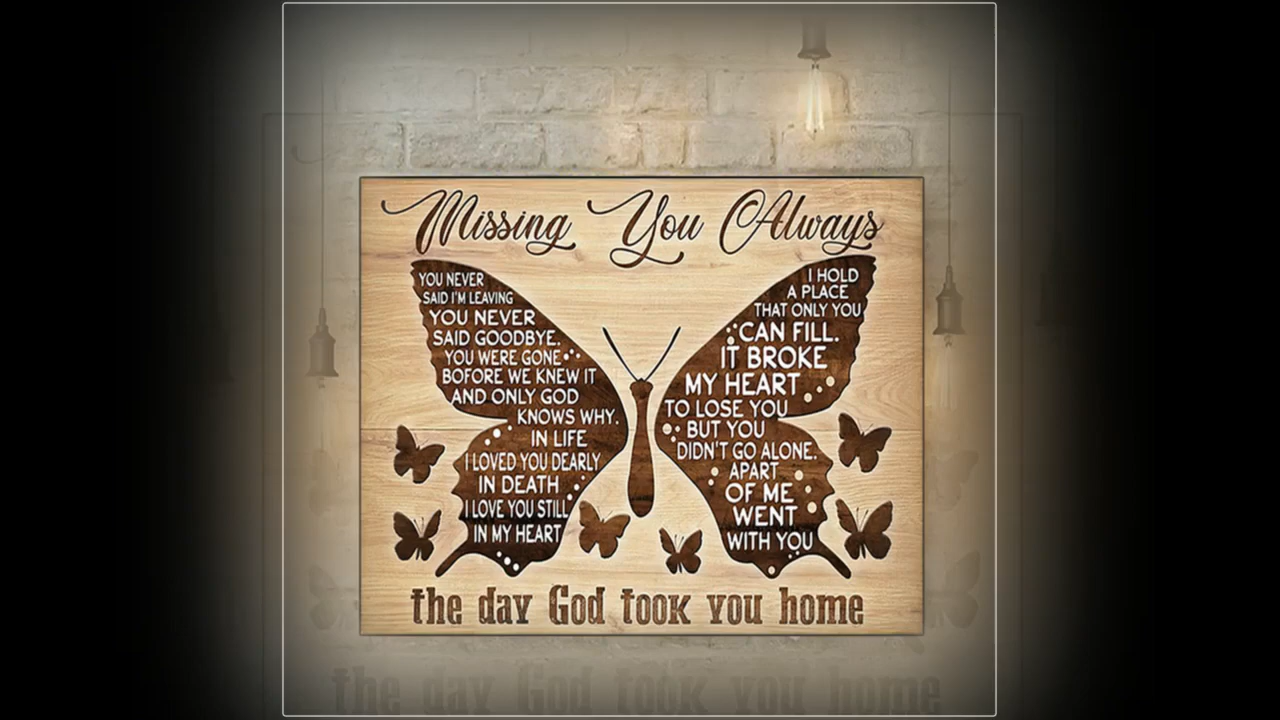 Missing You Always
YOU NEVER
SAID I'M LEAVING
YOU NEVER
SAID GOODBYE.
YOU WERE GONE
BOFORE WE KNEW IT
AND ONLY GOD
KNOWS WHY.
IN LIFE
I LOVED YOU DEARLY
IN DEATH
I LOVE YOU STILL
IN MY HEART
I HOLD
A PLACE
THAT ONLY YOU
CAN FILL.
IT BROKE
MY HEART
TO LOSE YOU
BUT YOU
DIDN'T GO ALONE.
APART
OF ME
WENT
WITH YOU
the day God took you home
the day God took you home